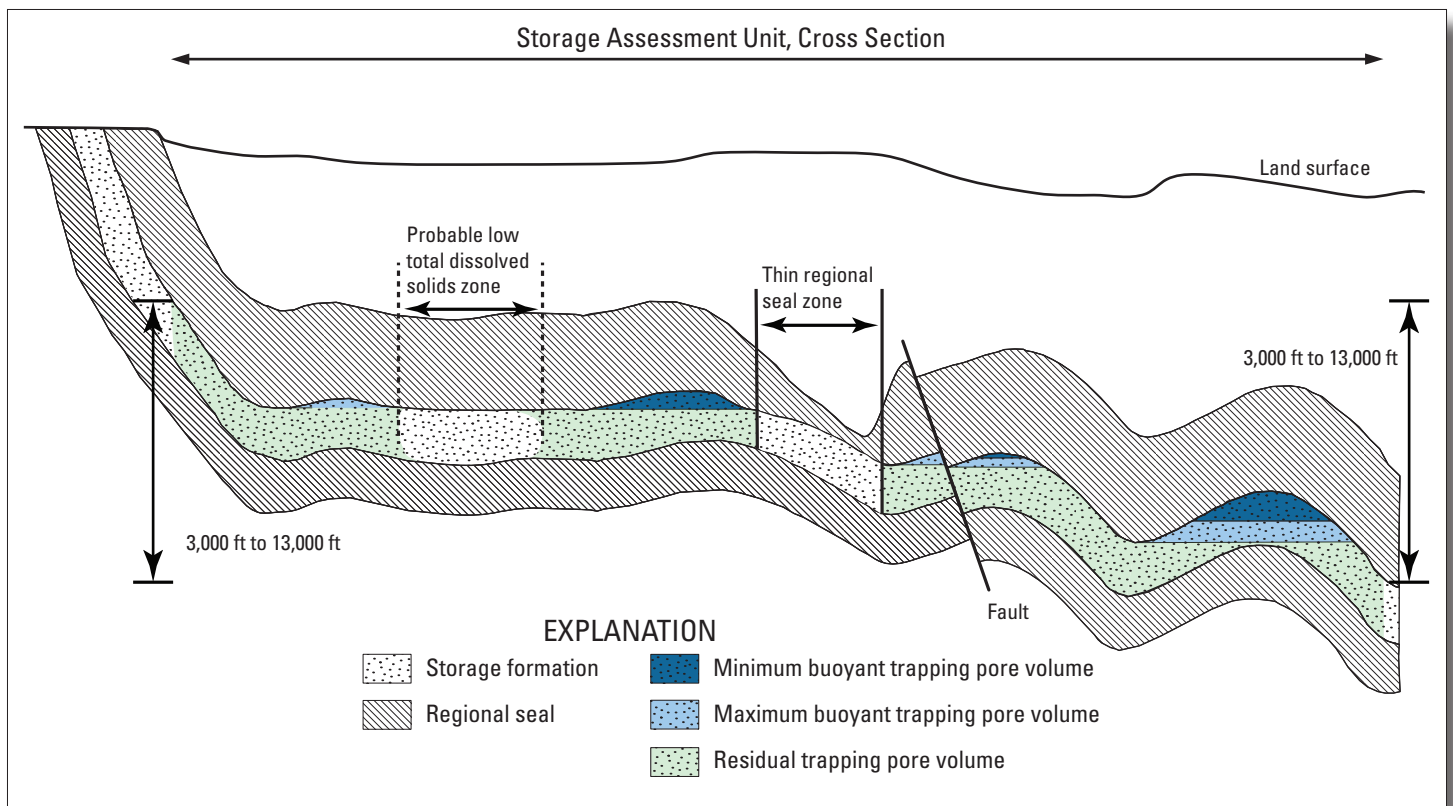 Storage Assessment Unit, Cross Section
Land surface
Probable low
total dissolved
solids zone
Thin regional
seal zone
3,000 ft to 13,000 ft
3,000 ft to 13,000 ft
Fault
EXPLANATION
Storage formation
Regional seal
Minimum buoyant trapping pore volume
Maximum buoyant trapping pore volume
Residual trapping pore volume